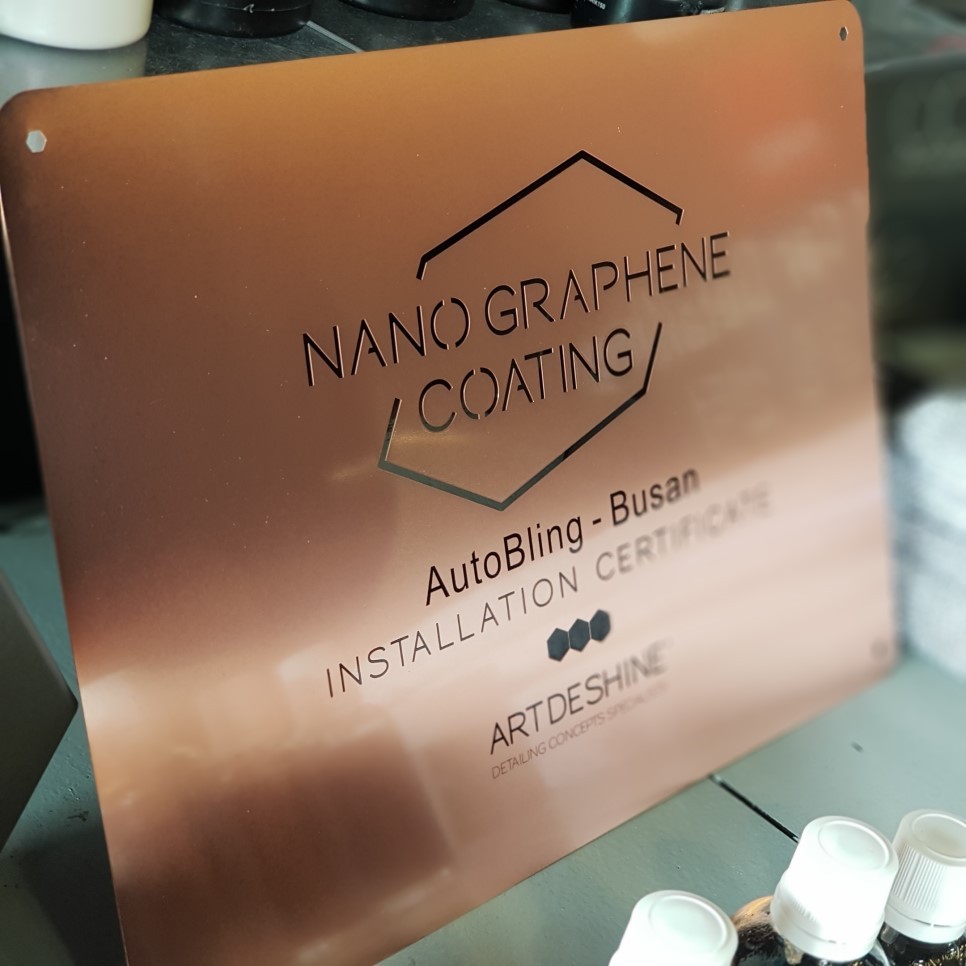 NANO GRAPHENE
COATING
AutoBling - Busan
INSTALLATION CERTIFICATE
ARTDESHINE
DETAILING CONCEPTS SPECIALISTS